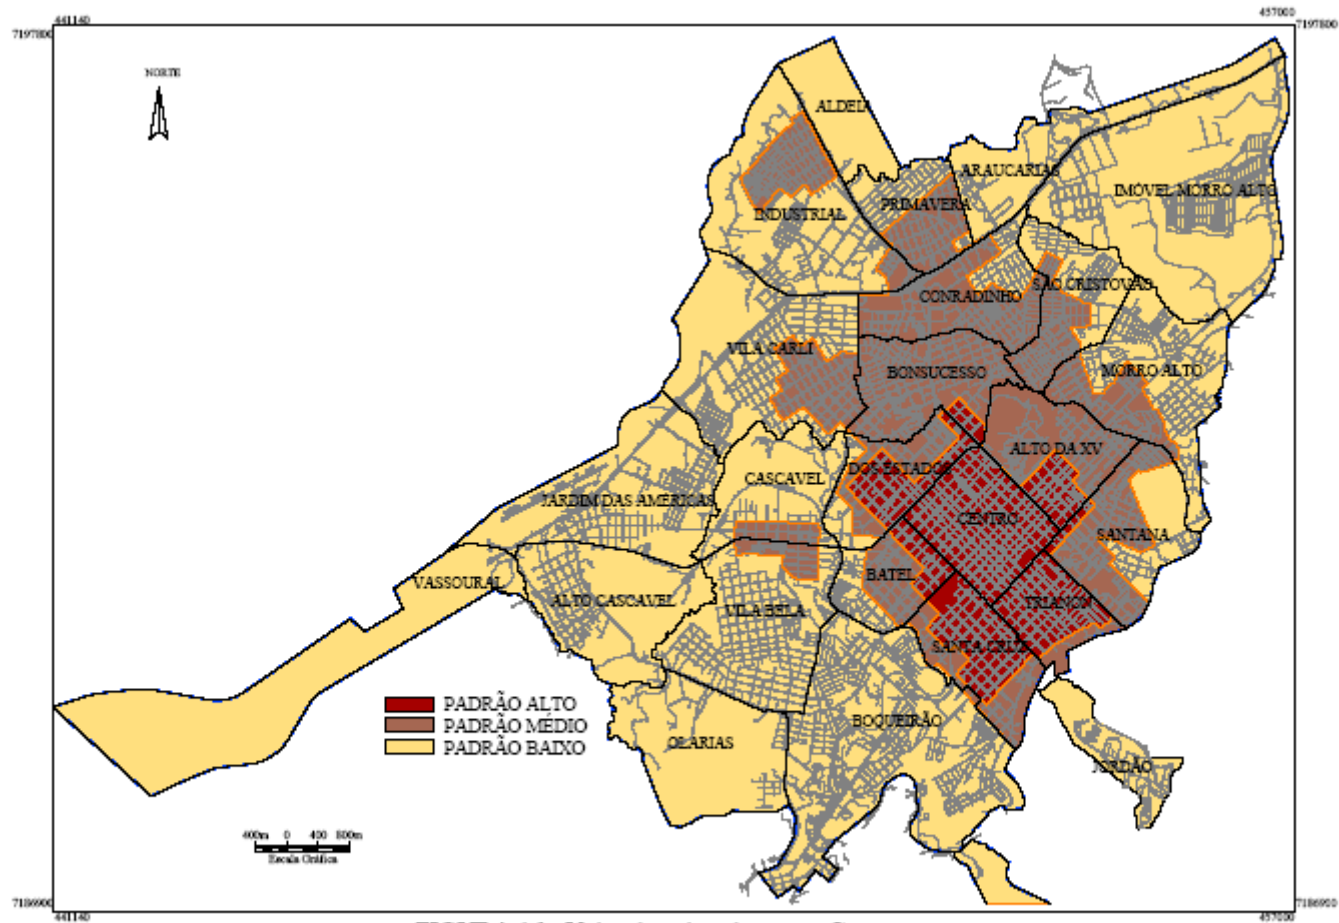 441160
457000
7197800
7197800
NORTE
ALDEIA
ARAUCARIAS
IMÓVEL MORRO ALTO
PRIMAVERA
INDUSTRIAL
SÃO CRISTOVÃO
CONRADINHO
VILA CARLI
BONSUCESSO
MORRO ALTO
ALTO DA XV
DOS ESTADOS
CASCAVEL
JARDIM DAS AMÉRICAS
CENTRO
SANTANA
BATEL
VASSOURAL
ALTO CASCAVEL
VILA BELA
TRIANON
SANTA CRUZ
PADRÃO ALTO
PADRÃO MÉDIO
PADRÃO BAIXO
BOQUEIRÃO
OLARIAS
JORDÃO
400m 0 400 800m
Escala Gráfica
7186900
7186900
441160
457000